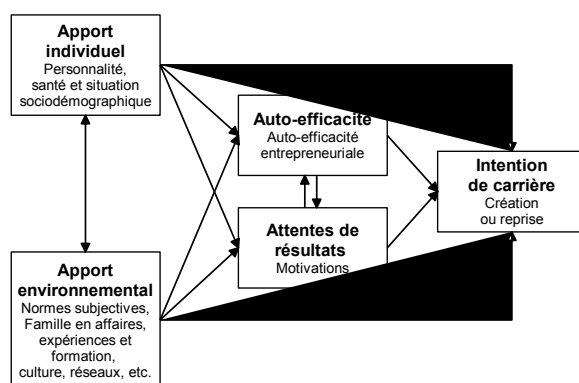 Apport
individuel
Personnalité,
santé et situation
sociodémographique
Auto-efficacité
Auto-efficacité
entrepreneuriale
Intention
de carrière
Création
ou reprise
Attentes de
résultats
Motivations
Apport
environnemental
Normes subjectives,
Famille en affaires,
expériences et
formation,
culture, réseaux, etc.